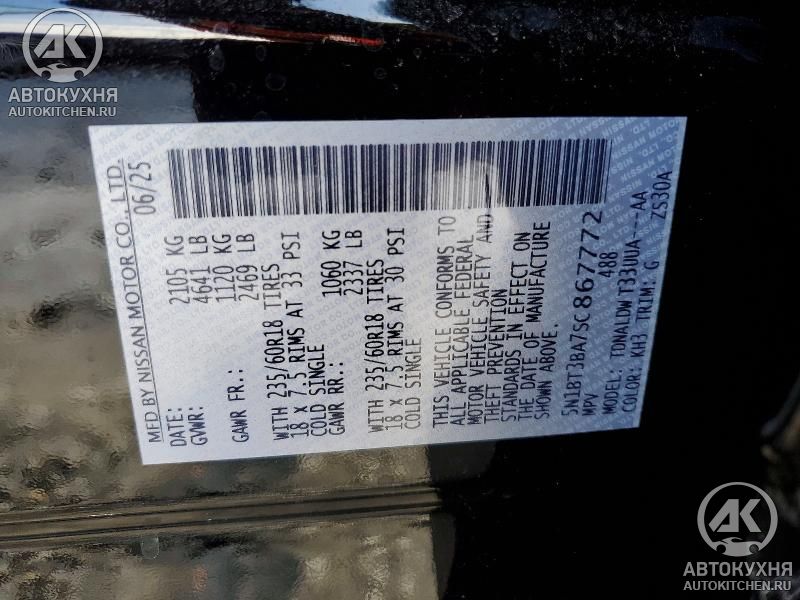 АК
АВТОКУХНЯ
AUTOKITCHEN.RU
MFD BY NISSAN MOTOR CO., LTD.
DATE: 06/25
GVWR: 2105 KG
4641 LB
GAWR FR.: 1120 KG
2469 LB
WITH 235/60R18 TIRES
18 x 7.5 RIMS AT 33 PSI
COLD SINGLE
GAWR RR.: 1060 KG
2337 LB
WITH 235/60R18 TIRES
18 x 7.5 RIMS AT 30 PSI
COLD SINGLE
THIS VEHICLE CONFORMS TO
ALL APPLICABLE FEDERAL
MOTOR VEHICLE SAFETY AND
THEFT PREVENTION
STANDARDS IN EFFECT ON
THE DATE OF MANUFACTURE
SHOWN ABOVE.
5N1BT3BA7SC867772
MPV 488
MODEL: TDNALDW T33UUA---AA
COLOR: KH3 TRIM: G ZS30A
АК
АВТОКУХНЯ
AUTOKITCHEN.RU